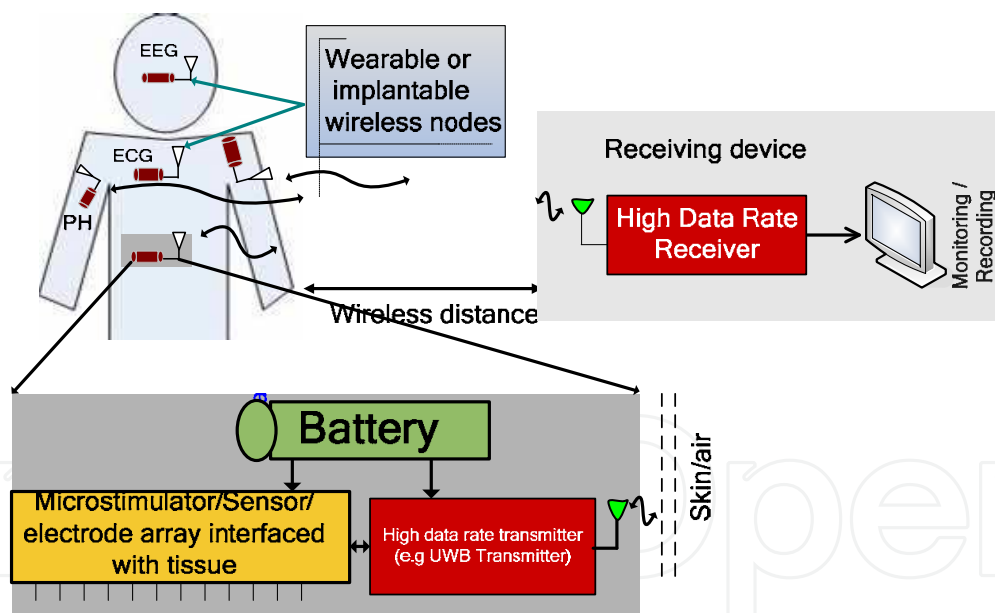 EEG
Wearable or
implantable
wireless nodes
ECG
PH
Receiving device
High Data Rate
Receiver
Monitoring /
Recording
Wireless distance
Battery
Microstimulator/Sensor/
electrode array interfaced
with tissue
High data rate transmitter
(e.g UWB Transmitter)
Skin/air
Open